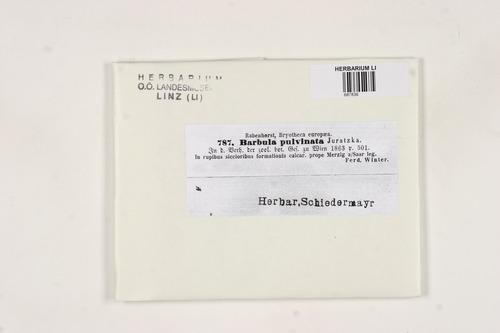 HERBARIUM
O.Ö. LANDESMUSEUM
LINZ (LI)
HERBARIUM LI
Rabenhorst, Bryotheca europaea.
787. Barbula pulvinata Juratzka.
In d. Verh. der zool. bot. Ges. zu Wien 1863 p. 501.
In rupibus siccioribus formationis calcar. prope Merzig a/Saar leg.
Ferd. Winter.
Herbar,Schiedermayr